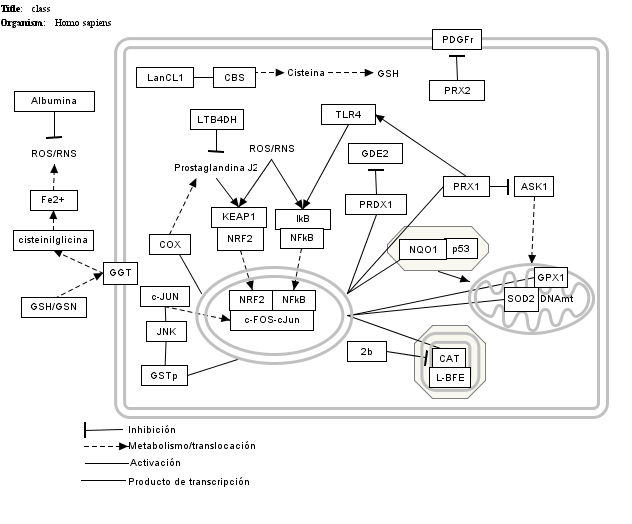 Title: class
Organism: Homo sapiens
PDGFr
PRX2
LanCL1
CBS
Cisteina
GSH
Albumina
ROS/RNS
Fe2+
cisteinilglicina
GSH/GSN
GGT
LTB4DH
Prostaglandina J2
ROS/RNS
TLR4
GDE2
PRDX1
PRX1
ASK1
KEAP1
NRF2
IkB
NFkB
COX
NQO1
p53
GPX1
SOD2
DNAmt
c-JUN
JNK
GSTp
NRF2
NFkB
c-FOS-cJun
2b
CAT
L-BFE
Inhibición
Metabolismo/translocación
Activación
Producto de transcripción